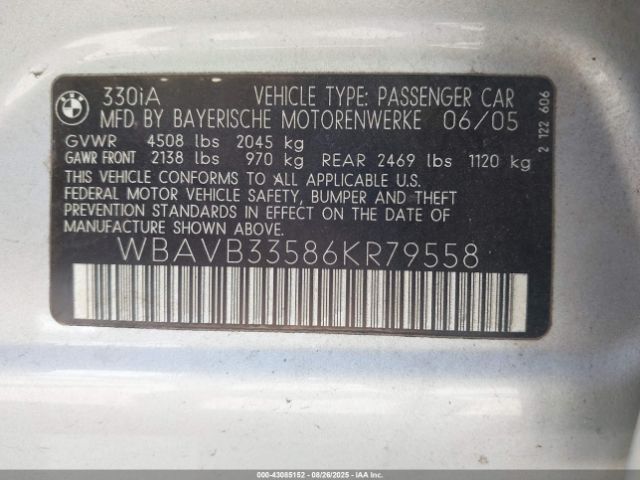 330iA VEHICLE TYPE: PASSENGER CAR
MFD BY BAYERISCHE MOTORENWERKE 06/05
GVWR 4508 lbs 2045 kg
GAWR FRONT 2138 lbs 970 kg REAR 2469 lbs 1120 kg
THIS VEHICLE CONFORMS TO ALL APPLICABLE U.S.
FEDERAL MOTOR VEHICLE SAFETY, BUMPER AND THEFT
PREVENTION STANDARDS IN EFFECT ON THE DATE OF
MANUFACTURE SHOWN ABOVE.
WBAVB33586KR79558
2 122 606
000-43085152 - 08/26/2025 - Copyright IAA, Inc.